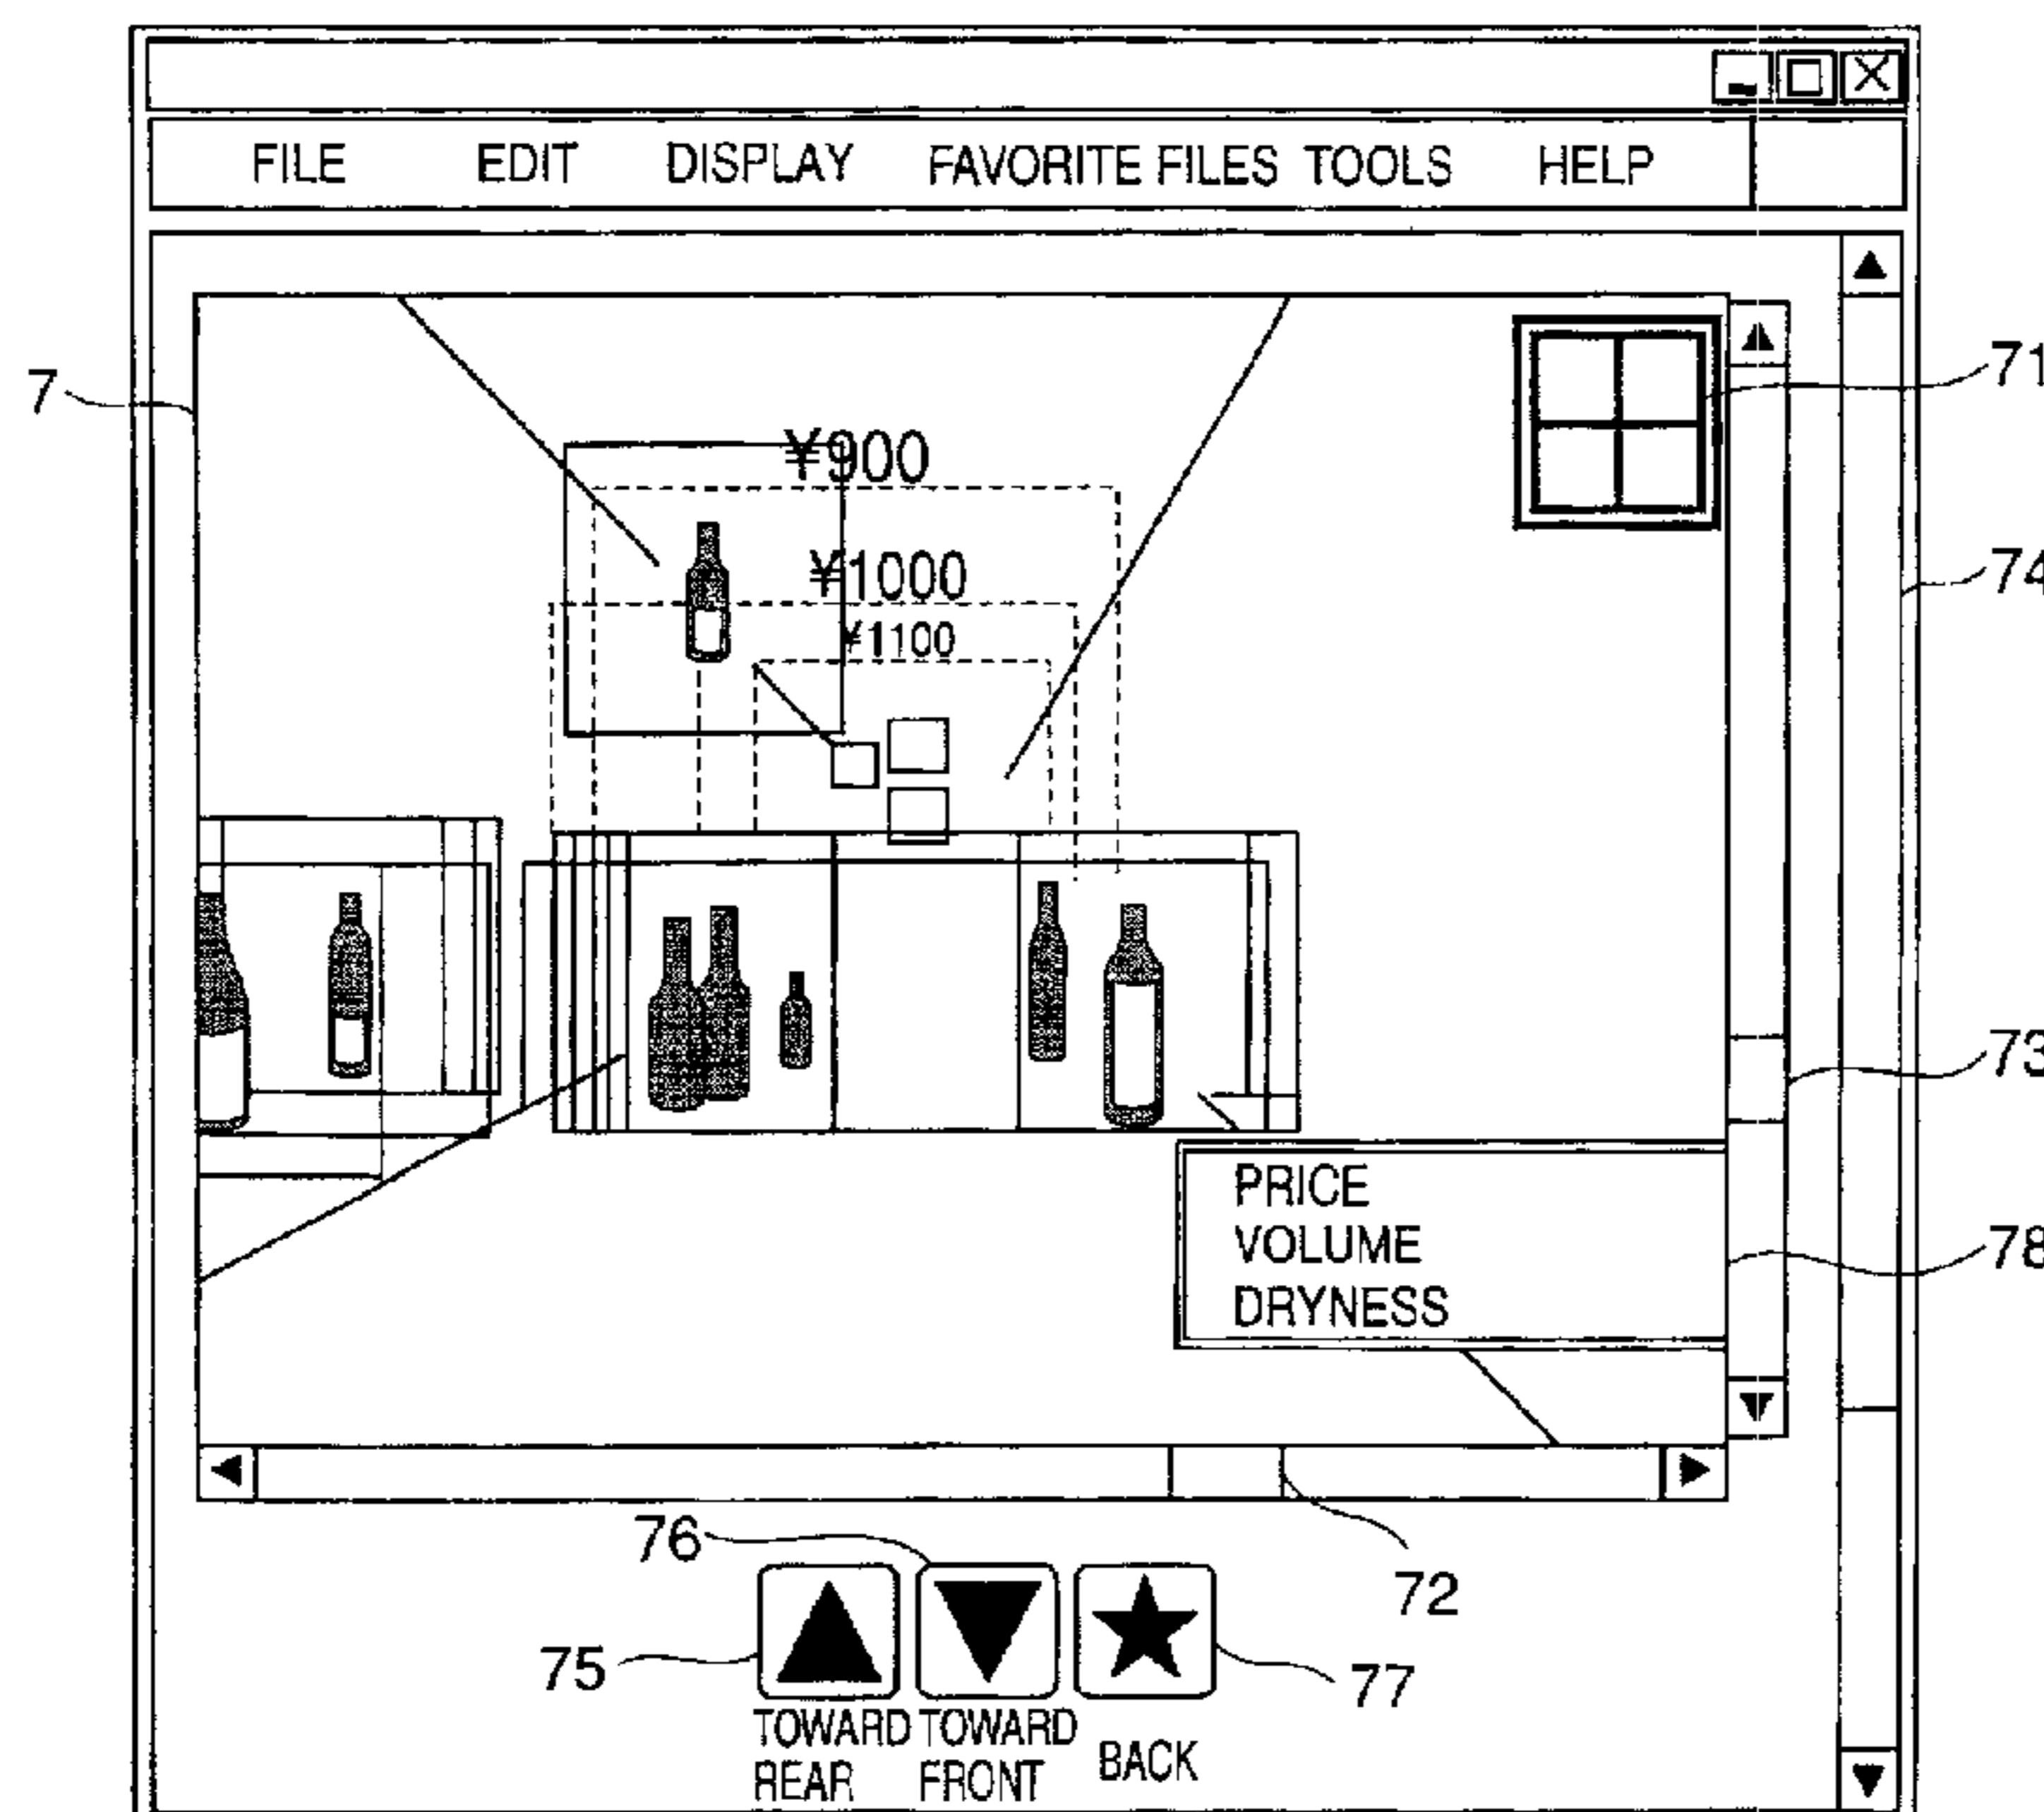 FILE EDIT DISPLAY FAVORITE FILES TOOLS HELP
7
71
¥900
74
¥1000
¥1100
73
PRICE
VOLUME
DRYNESS
78
76
72
75
77
TOWARD REAR
TOWARD FRONT
BACK